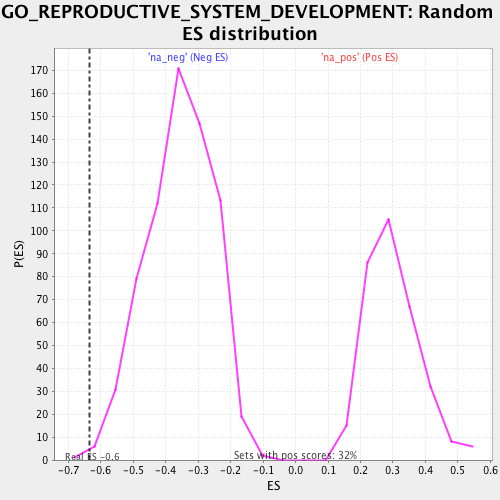 GO_REPRODUCTIVE_SYSTEM_DEVELOPMENT: Random
ES distribution
'na_neg' (Neg ES)
'na_pos' (Pos ES)
170
160
150
140
130
120
110
100
90
80
70
60
50
40
30
20
10
0
P(ES)
Real ES -0.6
Sets with pos scores: 32%
-0.7 -0.6 -0.5 -0.4 -0.3 -0.2 -0.1 0.0 0.1 0.2 0.3 0.4 0.5 0.6
ES